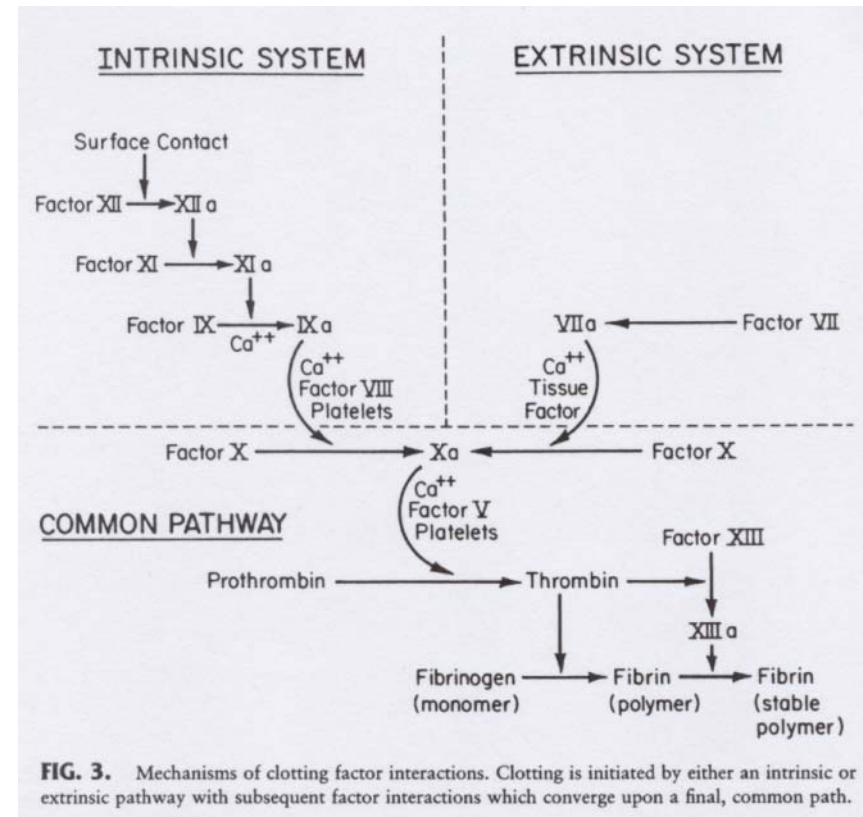 INTRINSIC SYSTEM
EXTRINSIC SYSTEM
Surface Contact
Factor XII XII a
Factor XI XI a
Factor IX IX a
Ca++
VII a Factor VII
Ca++
Factor VIII
Platelets
Ca++
Tissue
Factor
Factor X Xa Factor X
Ca++
Factor V
Platelets
COMMON PATHWAY
Factor XIII
Prothrombin Thrombin
XIII a
Fibrinogen
(monomer)
Fibrin
(polymer)
Fibrin
(stable
polymer)
FIG. 3. Mechanisms of clotting factor interactions. Clotting is initiated by either an intrinsic or
extrinsic pathway with subsequent factor interactions which converge upon a final, common path.